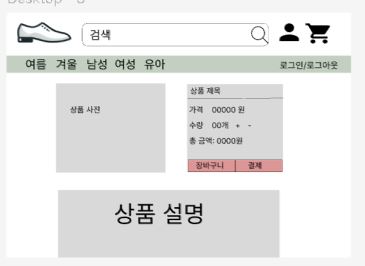 Desktop - 8
검색
여름 겨울 남성 여성 유아
로그인/로그아웃
상품 사진
상품 제목
가격 00000 원
수량 00개 + -
총 금액: 0000원
장바구니 결제
상품 설명